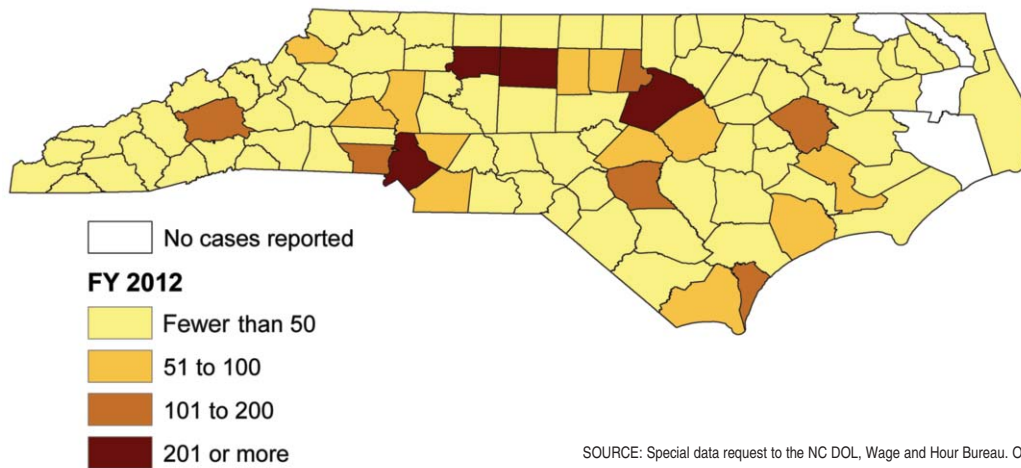 No cases reported
FY 2012
Fewer than 50
51 to 100
101 to 200
201 or more
SOURCE: Special data request to the NC DOL, Wage and Hour Bureau. O